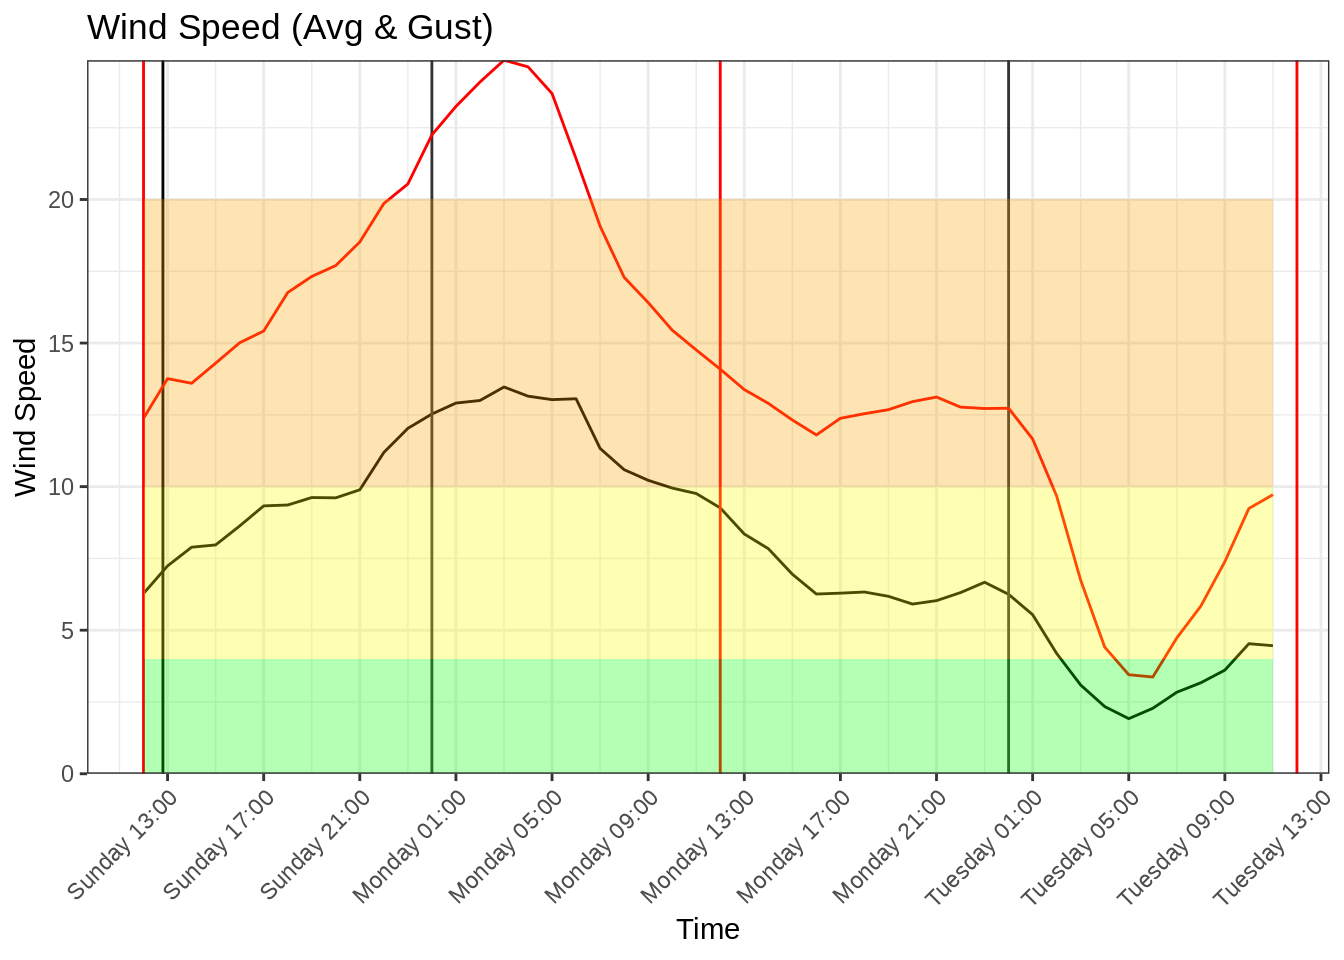 Wind Speed (Avg & Gust)
Wind Speed
20
15
10
5
0
Sunday 13:00
Sunday 17:00
Sunday 21:00
Monday 01:00
Monday 05:00
Monday 09:00
Monday 13:00
Monday 17:00
Monday 21:00
Tuesday 01:00
Tuesday 05:00
Tuesday 09:00
Tuesday 13:00
Time